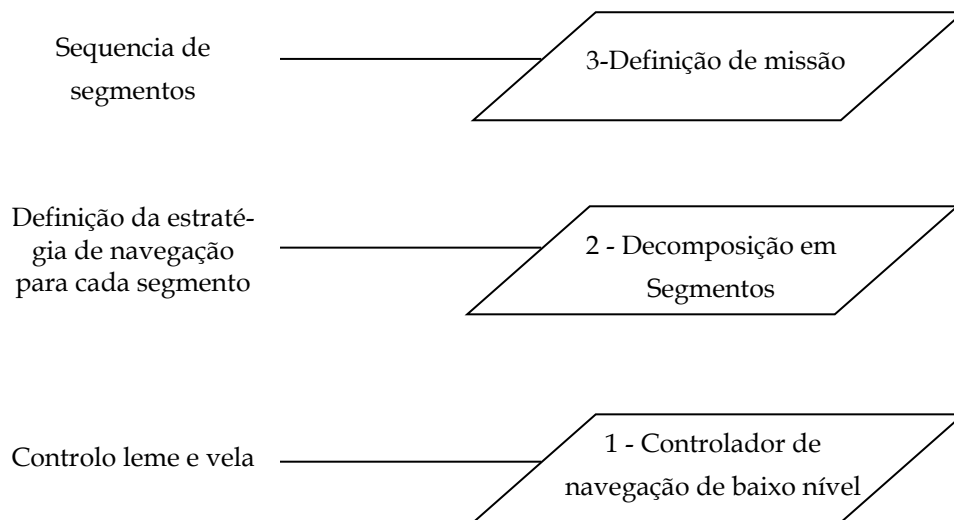 Sequencia de
segmentos
3-Definição de missão
Definição da estraté-
gia de navegação
para cada segmento
2 - Decomposição em
Segmentos
Controlo leme e vela
1 - Controlador de
navegação de baixo nível